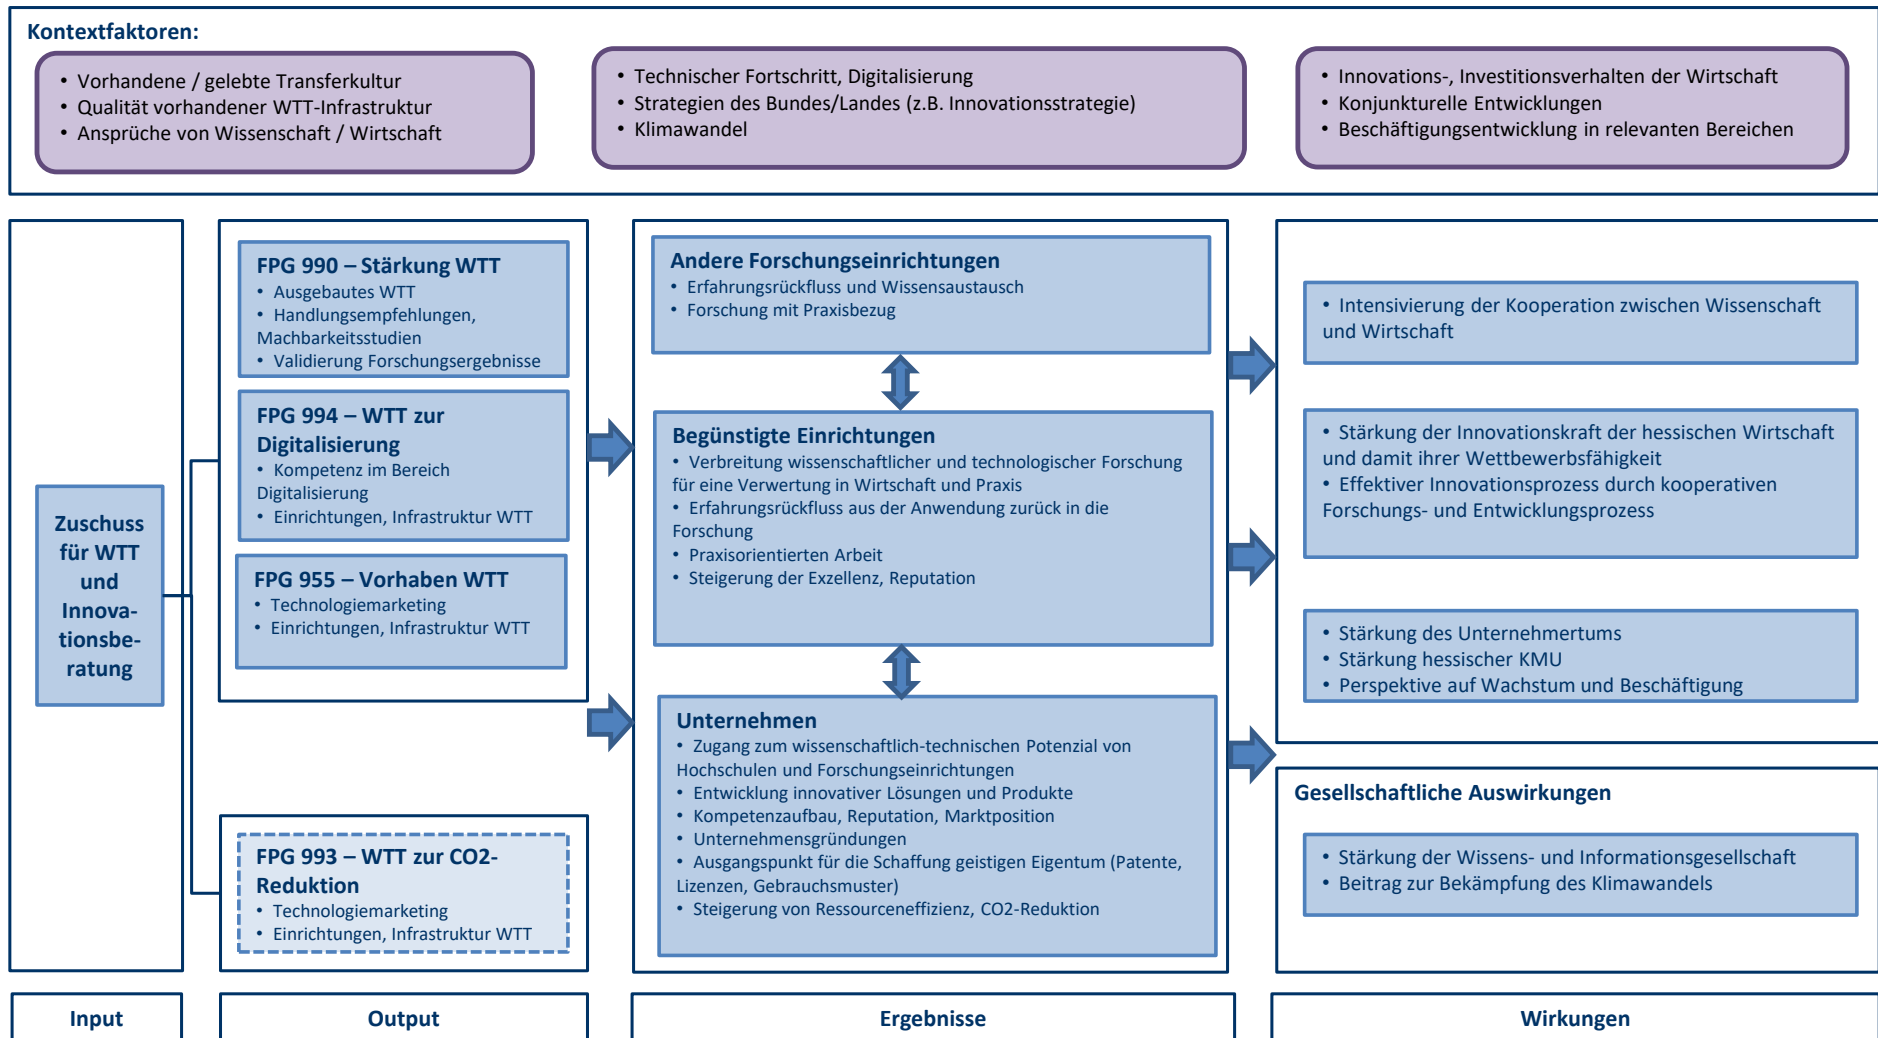 Kontextfaktoren:
• Vorhandene / gelebte Transferkultur
• Qualität vorhandener WTT-Infrastruktur
• Ansprüche von Wissenschaft / Wirtschaft
• Technischer Fortschritt, Digitalisierung
• Strategien des Bundes/Landes (z.B. Innovationsstrategie)
• Klimawandel
• Innovations-, Investitionsverhalten der Wirtschaft
• Konjunkturelle Entwicklungen
• Beschäftigungsentwicklung in relevanten Bereichen
Zuschuss
für WTT
und
Innova-
tionsbe-
ratung
FPG 990 – Stärkung WTT
• Ausgebautes WTT
• Handlungsempfehlungen,
Machbarkeitsstudien
• Validierung Forschungsergebnisse
FPG 994 – WTT zur
Digitalisierung
• Kompetenz im Bereich
Digitalisierung
• Einrichtungen, Infrastruktur WTT
FPG 955 – Vorhaben WTT
• Technologiemarketing
• Einrichtungen, Infrastruktur WTT
FPG 993 – WTT zur CO2-
Reduktion
• Technologiemarketing
• Einrichtungen, Infrastruktur WTT
Andere Forschungseinrichtungen
• Erfahrungsrückfluss und Wissensaustausch
• Forschung mit Praxisbezug
Begünstigte Einrichtungen
• Verbreitung wissenschaftlicher und technologischer Forschung
für eine Verwertung in Wirtschaft und Praxis
• Erfahrungsrückfluss aus der Anwendung zurück in die
Forschung
• Praxisorientierten Arbeit
• Steigerung der Exzellenz, Reputation
Unternehmen
• Zugang zum wissenschaftlich-technischen Potenzial von
Hochschulen und Forschungseinrichtungen
• Entwicklung innovativer Lösungen und Produkte
• Kompetenzaufbau, Reputation, Marktposition
• Unternehmensgründungen
• Ausgangspunkt für die Schaffung geistigen Eigentum (Patente,
Lizenzen, Gebrauchsmuster)
• Steigerung von Ressourceneffizienz, CO2-Reduktion
• Intensivierung der Kooperation zwischen Wissenschaft
und Wirtschaft
• Stärkung der Innovationskraft der hessischen Wirtschaft
und damit ihrer Wettbewerbsfähigkeit
• Effektiver Innovationsprozess durch kooperativen
Forschungs- und Entwicklungsprozess
• Stärkung des Unternehmertums
• Stärkung hessischer KMU
• Perspektive auf Wachstum und Beschäftigung
Gesellschaftliche Auswirkungen
• Stärkung der Wissens- und Informationsgesellschaft
• Beitrag zur Bekämpfung des Klimawandels
Input
Output
Ergebnisse
Wirkungen